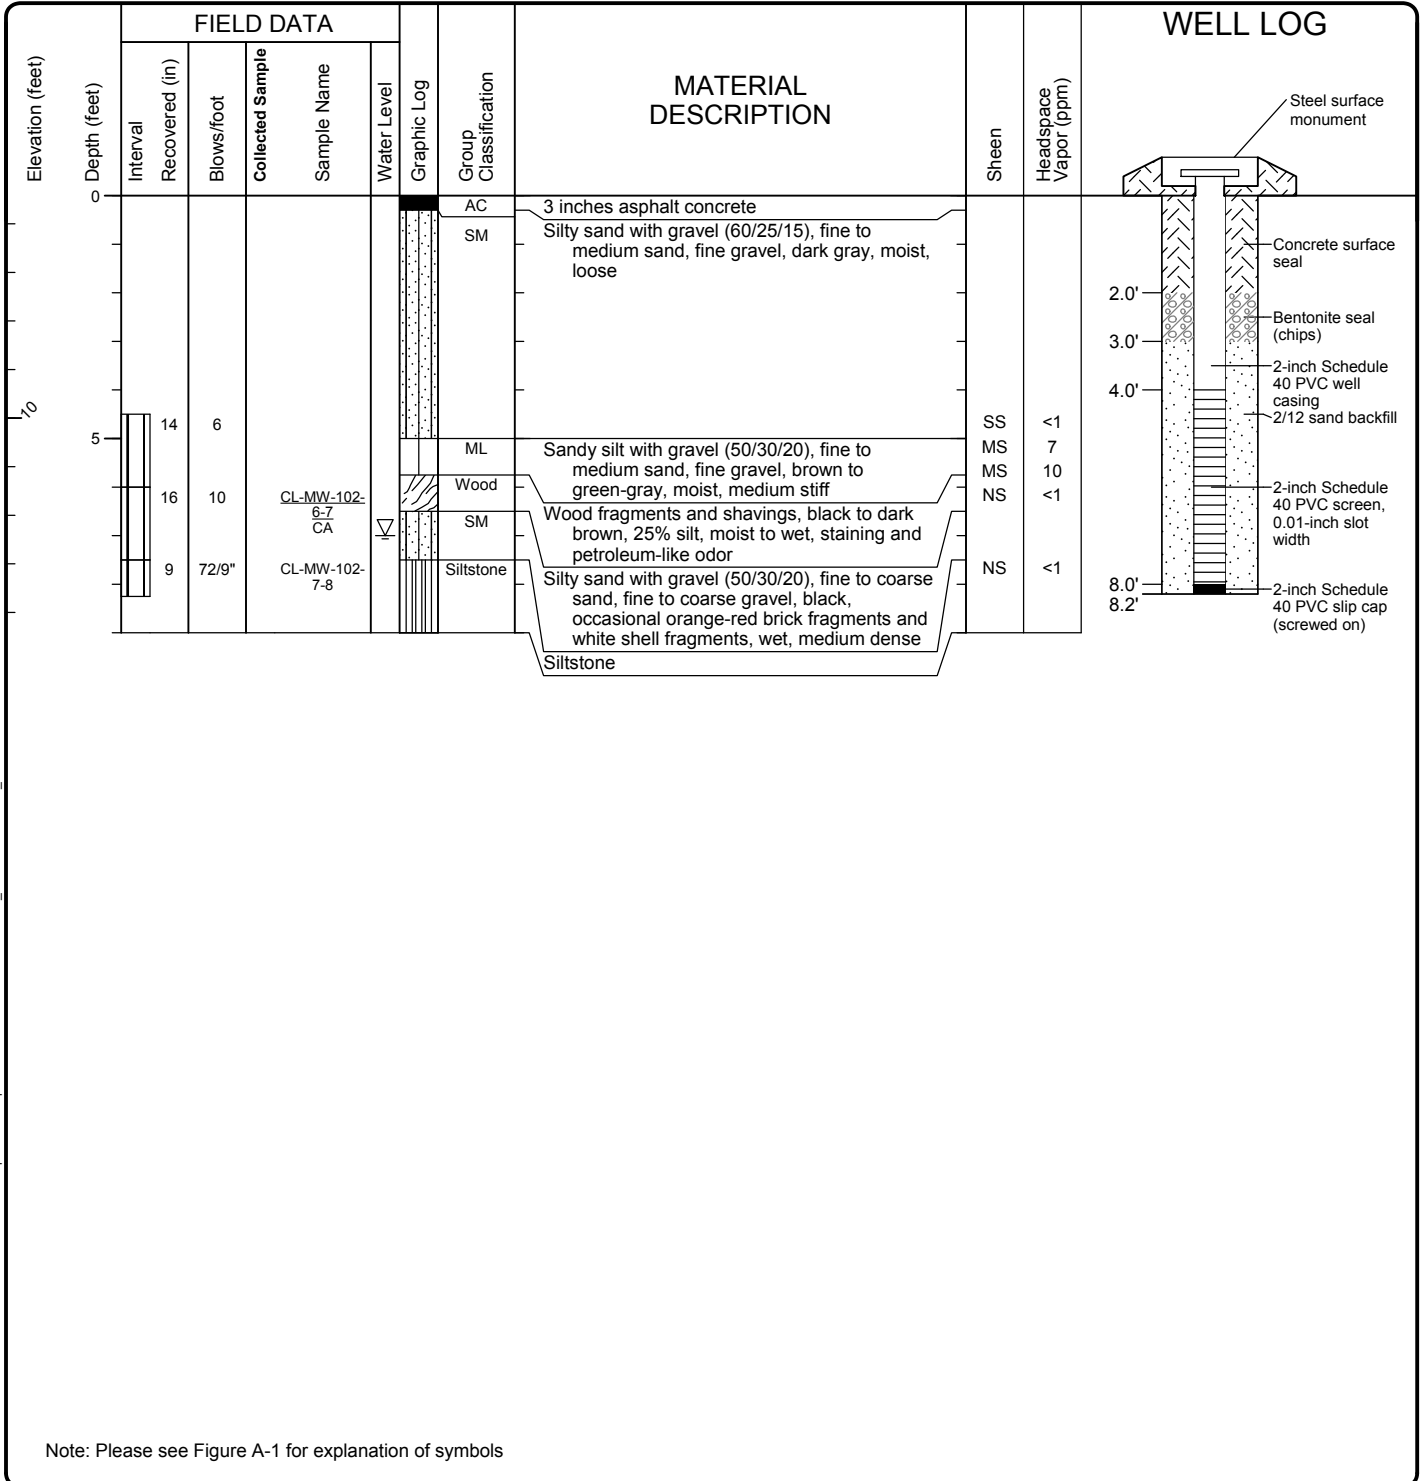 FIELD DATA
WELL LOG
Elevation (feet)
Depth (feet)
Interval
Recovered (in)
Blows/foot
Collected Sample
Sample Name
Water Level
Graphic Log
Group
Classification
MATERIAL
DESCRIPTION
Sheen
Headspace
Vapor (ppm)
Steel surface
monument
0
AC
3 inches asphalt concrete
SM
Silty sand with gravel (60/25/15), fine to
medium sand, fine gravel, dark gray, moist,
loose
Concrete surface
seal
2.0'
Bentonite seal
(chips)
3.0'
2-inch Schedule
40 PVC well
casing
4.0'
2/12 sand backfill
10
14
6
SS
<1
5
ML
Sandy silt with gravel (50/30/20), fine to
medium sand, fine gravel, brown to
green-gray, moist, medium stiff
MS
7
MS
10
Wood
16
10
CL-MW-102-
6-7
CA
NS
<1
2-inch Schedule
40 PVC screen,
0.01-inch slot
width
SM
Wood fragments and shavings, black to dark
brown, 25% silt, moist to wet, staining and
petroleum-like odor
9
72/9"
CL-MW-102-
7-8
Siltstone
NS
<1
Silty sand with gravel (50/30/20), fine to coarse
sand, fine to coarse gravel, black,
occasional orange-red brick fragments and
white shell fragments, wet, medium dense
8.0'
8.2'
2-inch Schedule
40 PVC slip cap
(screwed on)
Siltstone
Note: Please see Figure A-1 for explanation of symbols